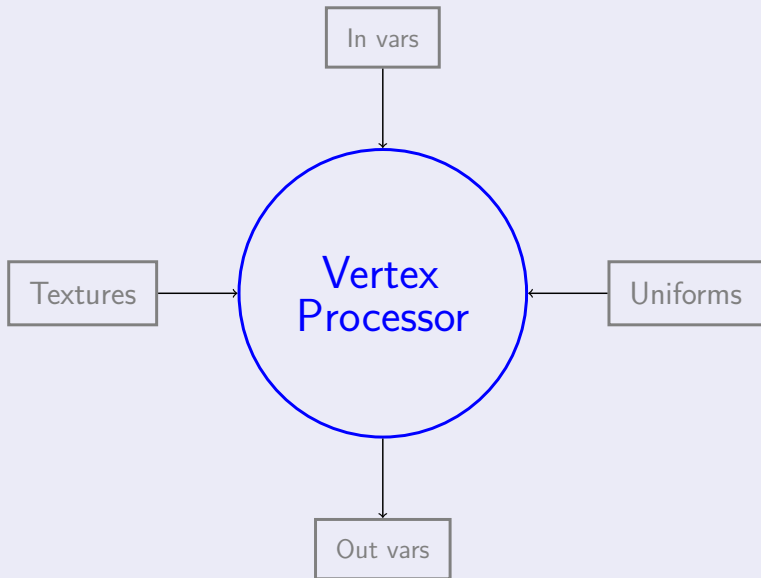 In vars
Textures
Vertex
Processor
Uniforms
Out vars